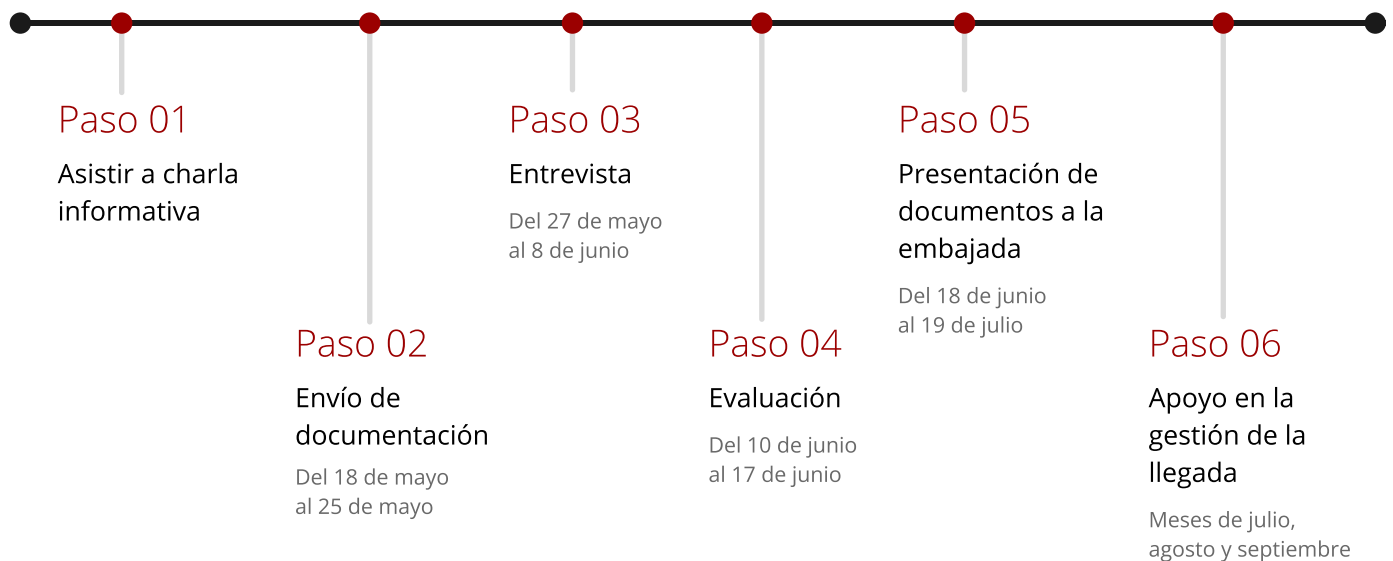 Paso 01
Asistir a charla
informativa
Paso 02
Envío de
documentación
Del 18 de mayo
al 25 de mayo
Paso 03
Entrevista
Del 27 de mayo
al 8 de junio
Paso 04
Evaluación
Del 10 de junio
al 17 de junio
Paso 05
Presentación de
documentos a la
embajada
Del 18 de junio
al 19 de julio
Paso 06
Apoyo en la
gestión de la
llegada
Meses de julio,
agosto y septiembre